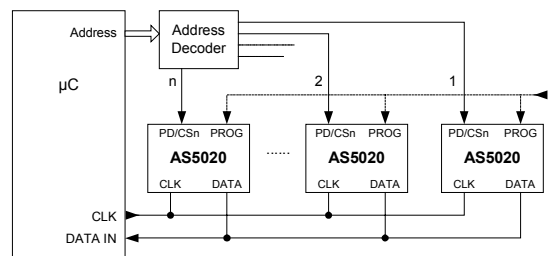 Address
Address
Decoder
µC
n
2
1
PD/CSn PROG
AS5020
CLK DATA
......
PD/CSn PROG
AS5020
CLK DATA
PD/CSn PROG
AS5020
CLK DATA
CLK
DATA IN